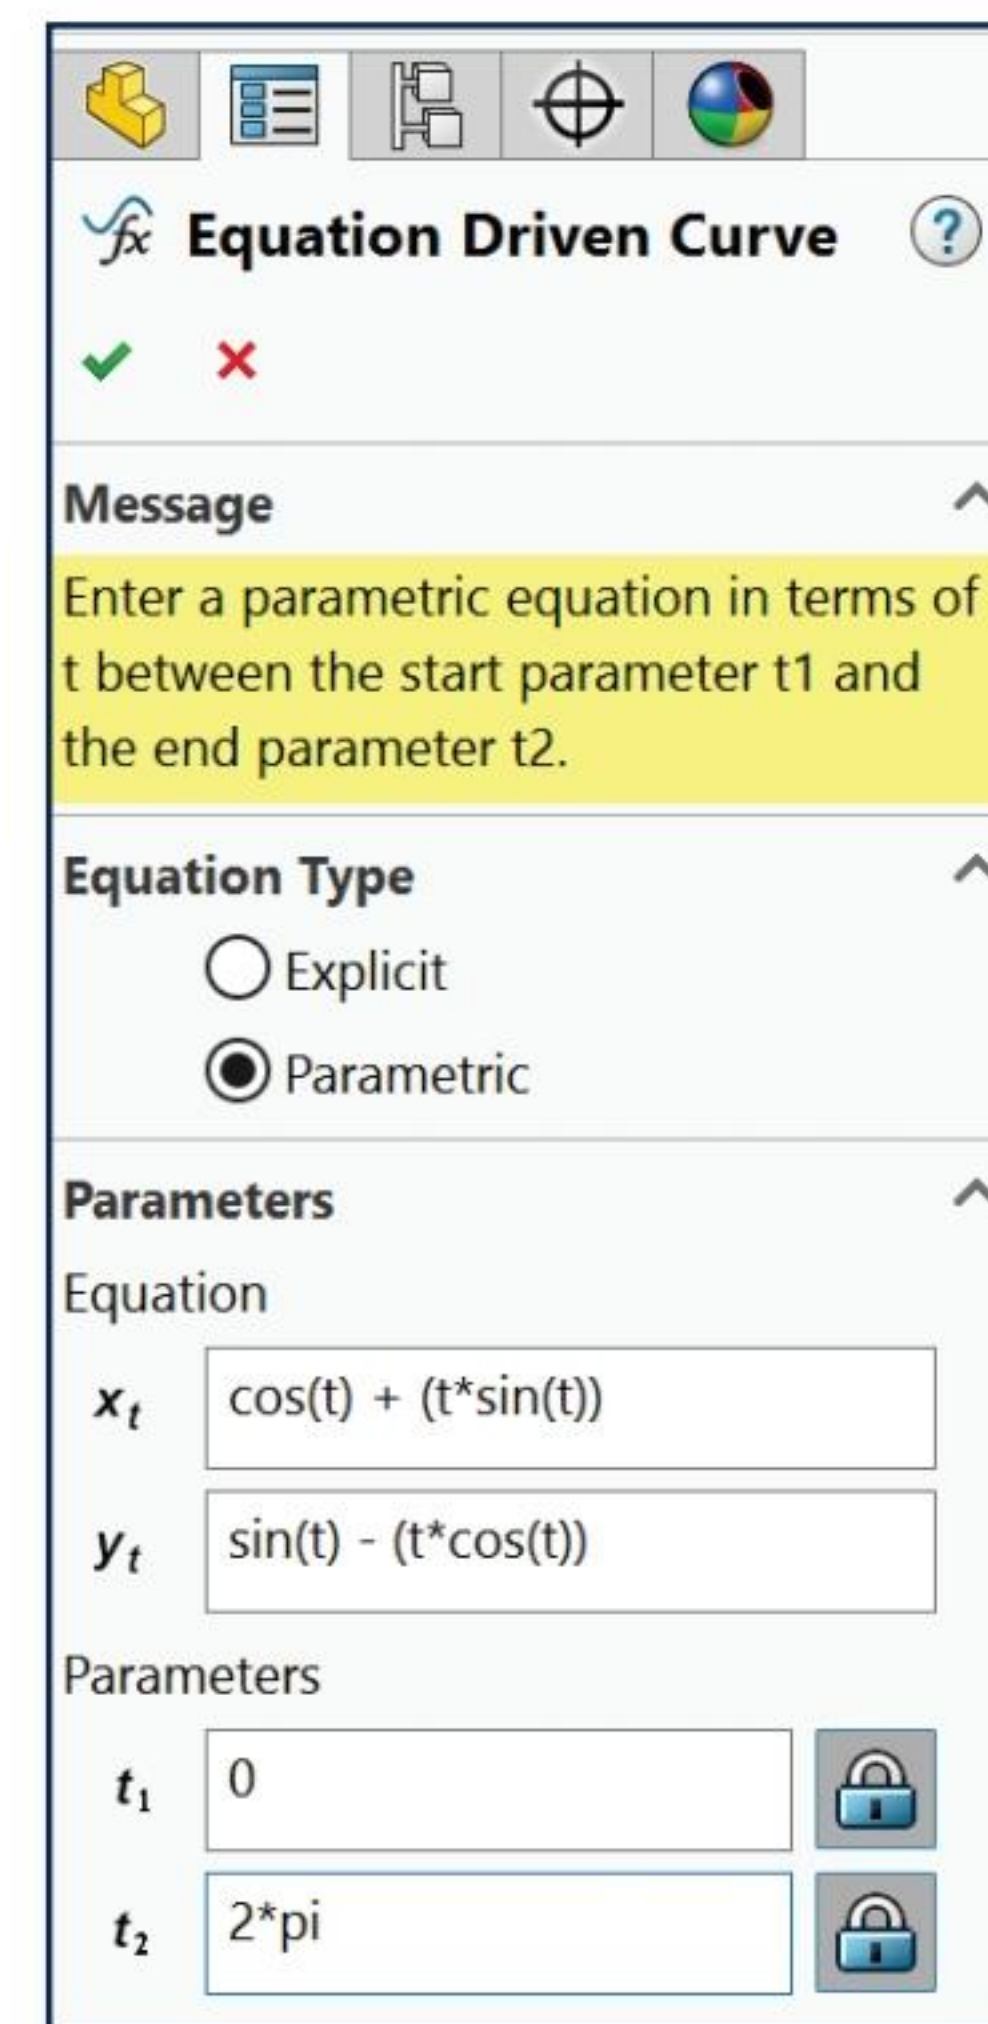 fx Equation Driven Curve ?
Message
Enter a parametric equation in terms of
t between the start parameter t1 and
the end parameter t2.
Equation Type
Explicit
Parametric
Parameters
Equation
xt cos(t) + (t*sin(t))
yt sin(t) - (t*cos(t))
Parameters
t1 0
t2 2*pi